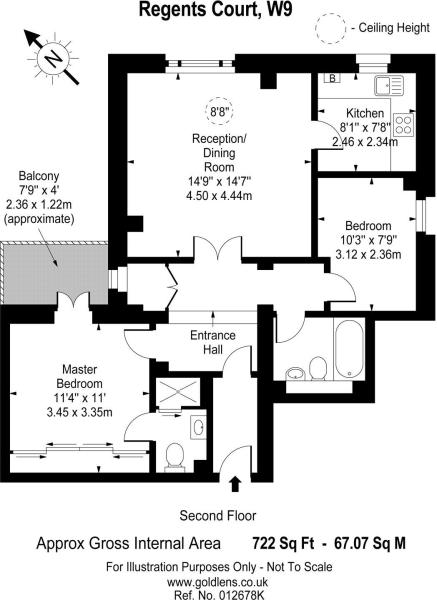 Regents Court, W9
- Ceiling Height
N
B
8'8"
Kitchen
8'1" x 7'8"
2.46 x 2.34m
Reception/
Dining
Room
14'9" x 14'7"
4.50 x 4.44m
Balcony
7'9" x 4'
2.36 x 1.22m
(approximate)
Bedroom
10'3" x 7'9"
3.12 x 2.36m
Entrance
Hall
Master
Bedroom
11'4" x 11'
3.45 x 3.35m
Second Floor
Approx Gross Internal Area 722 Sq Ft - 67.07 Sq M
For Illustration Purposes Only - Not To Scale
www.goldlens.co.uk
Ref. No. 012678K